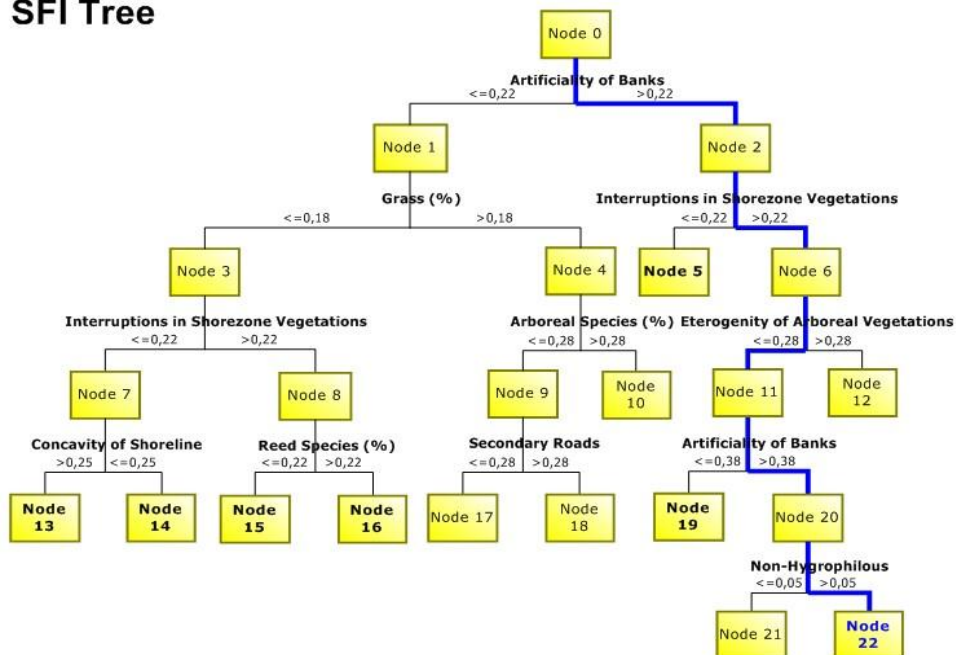 SFI Tree
Node 0
Artificiality of Banks
<=0,22 >0,22
Node 1 Node 2
Grass (%) Interruptions in Shorezone Vegetations
<=0,18 >0,18 <=0,22 >0,22
Node 3 Node 4 Node 5 Node 6
Interruptions in Shorezone Vegetations Arboreal Species (%) Eterogenity of Arboreal Vegetations
<=0,22 >0,22 <=0,28 >0,28 <=0,28 >0,28
Node 7 Node 8 Node 9 Node 10 Node 11 Node 12
Concavity of Shoreline Reed Species (%) Secondary Roads Artificiality of Banks
>0,25 <=0,25 <=0,22 >0,22 <=0,28 >0,28 <=0,38 >0,38
Node 13 Node 14 Node 15 Node 16 Node 17 Node 18 Node 19 Node 20
Non-Hygrophilous
<=0,05 >0,05
Node 21 Node 22